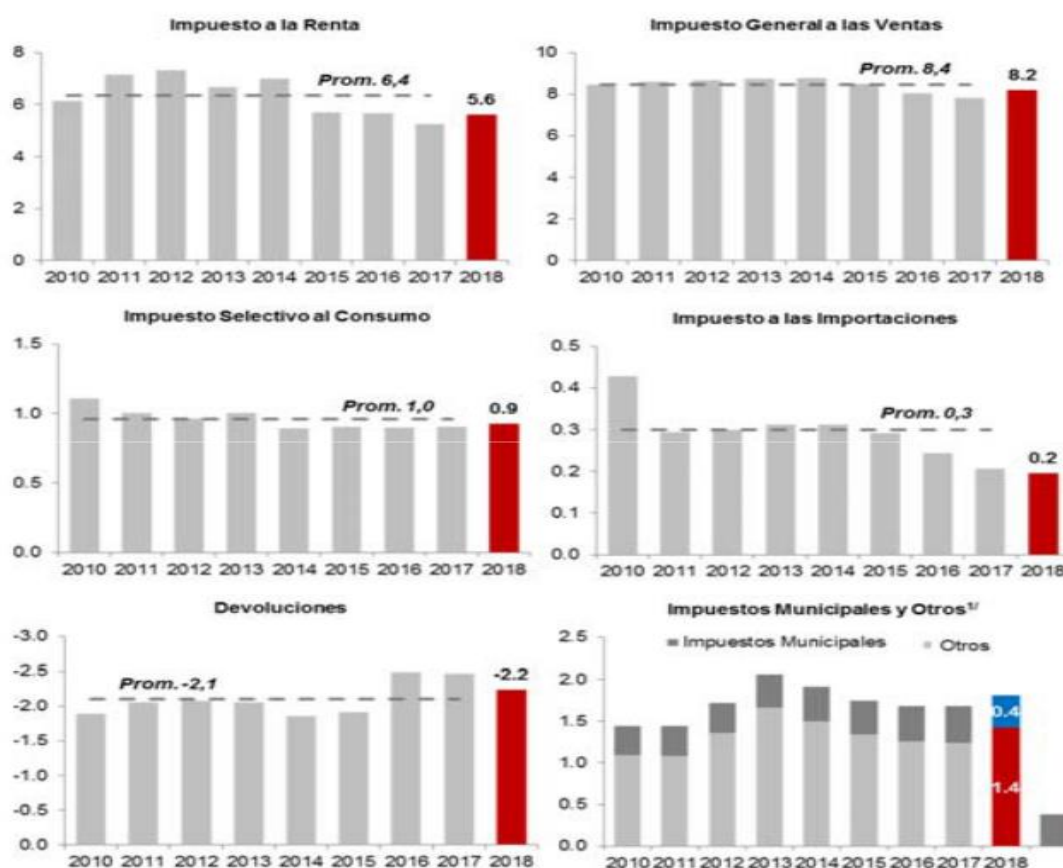 Impuesto a la Renta
8
6
4
2
0
Prom. 6,4
5.6
2010 2011 2012 2013 2014 2015 2016 2017 2018
Impuesto General a las Ventas
10
8
6
4
2
0
Prom. 8,4
8.2
2010 2011 2012 2013 2014 2015 2016 2017 2018
Impuesto Selectivo al Consumo
1.5
1.0
0.5
0.0
Prom. 1,0
0.9
2010 2011 2012 2013 2014 2015 2016 2017 2018
Impuesto a las Importaciones
0.5
0.4
0.3
0.2
0.1
0.0
Prom. 0,3
0.2
2010 2011 2012 2013 2014 2015 2016 2017 2018
Devoluciones
-3.0
-2.5
-2.0
-1.5
-1.0
-0.5
0.0
Prom. -2,1
-2.2
2010 2011 2012 2013 2014 2015 2016 2017 2018
Impuestos Municipales y Otros1/
2.5
2.0
1.5
1.0
0.5
0.0
Impuestos Municipales Otros
0.4
1.4
2010 2011 2012 2013 2014 2015 2016 2017 2018